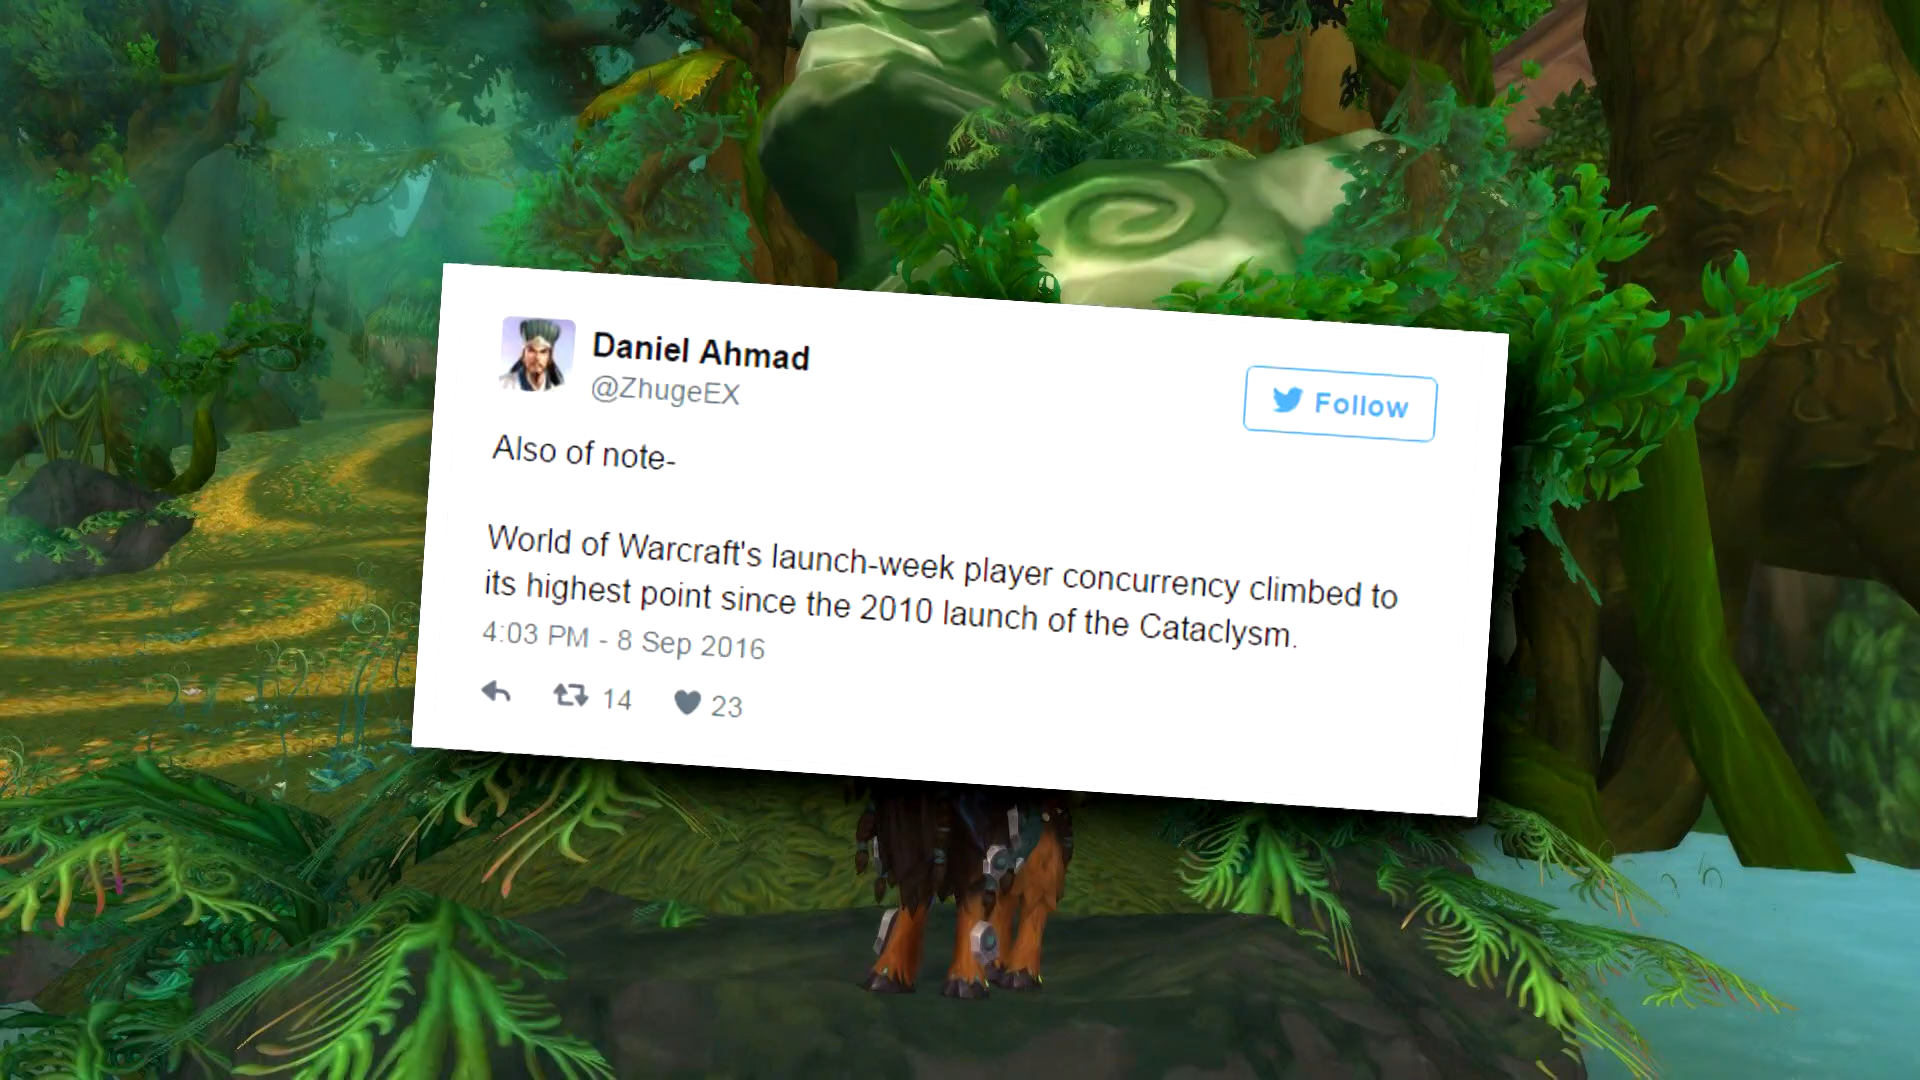 Daniel Ahmad
@ZhugeEX
Follow
Also of note-
World of Warcraft's launch-week player concurrency climbed to
its highest point since the 2010 launch of the Cataclysm.
4:03 PM - 8 Sep 2016
14 23